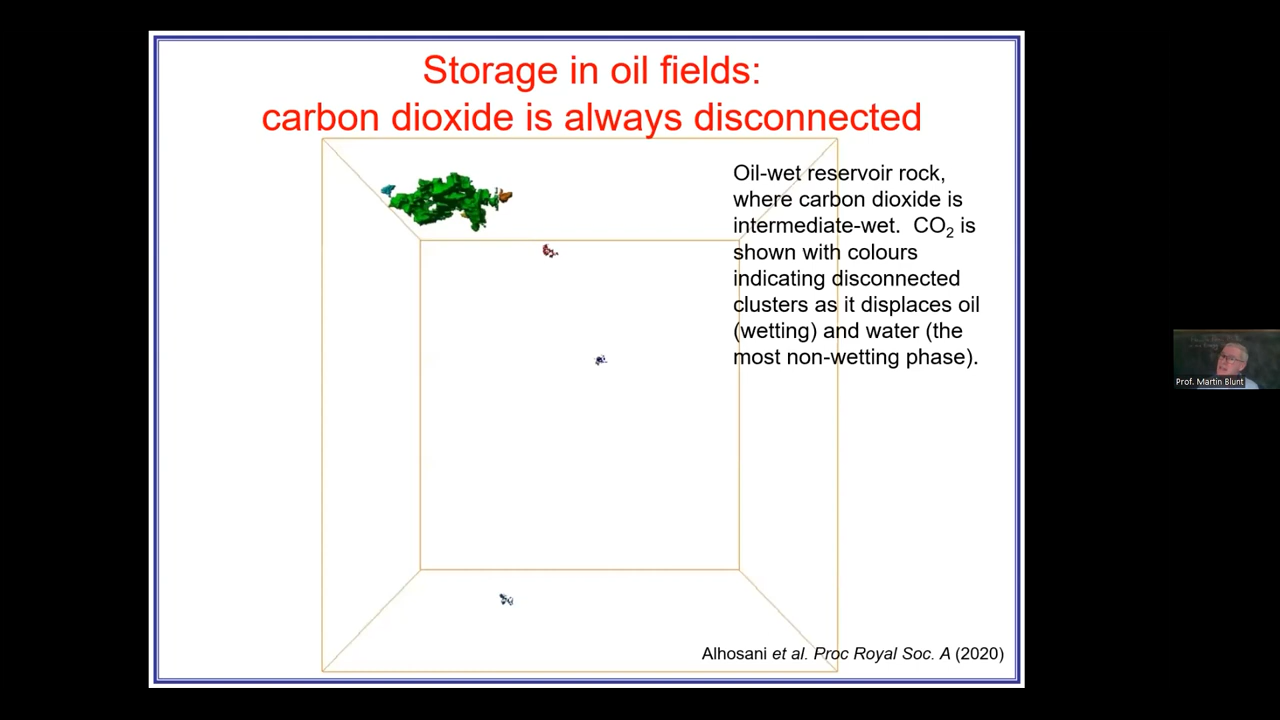 Storage in oil fields:
carbon dioxide is always disconnected
Oil-wet reservoir rock,
where carbon dioxide is
intermediate-wet. CO₂ is
shown with colours
indicating disconnected
clusters as it displaces oil
(wetting) and water (the
most non-wetting phase).
Prof. Martin Blunt
Alhosani et al. Proc Royal Soc. A (2020)